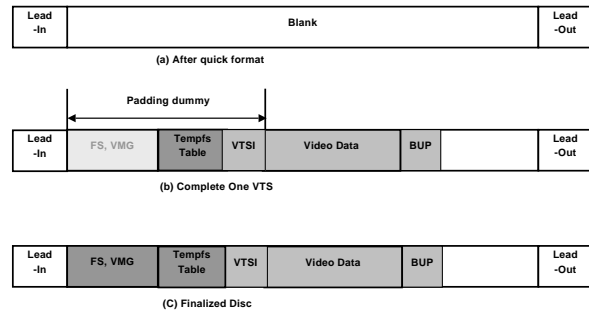 Lead
-In
Blank
Lead
-Out
(a) After quick format
Padding dummy
Lead
-In
FS, VMG
Tempfs
Table
VTSI
Video Data
BUP
Lead
-Out
(b) Complete One VTS
Lead
-In
FS, VMG
Tempfs
Table
VTSI
Video Data
BUP
Lead
-Out
(C) Finalized Disc